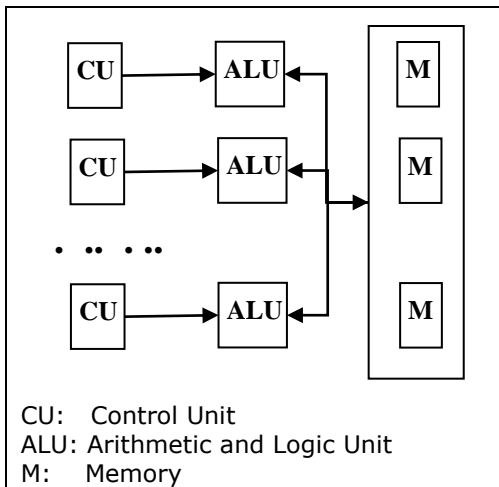 CU ALU M
CU ALU M
CU ALU M
CU: Control Unit
ALU: Arithmetic and Logic Unit
M: Memory